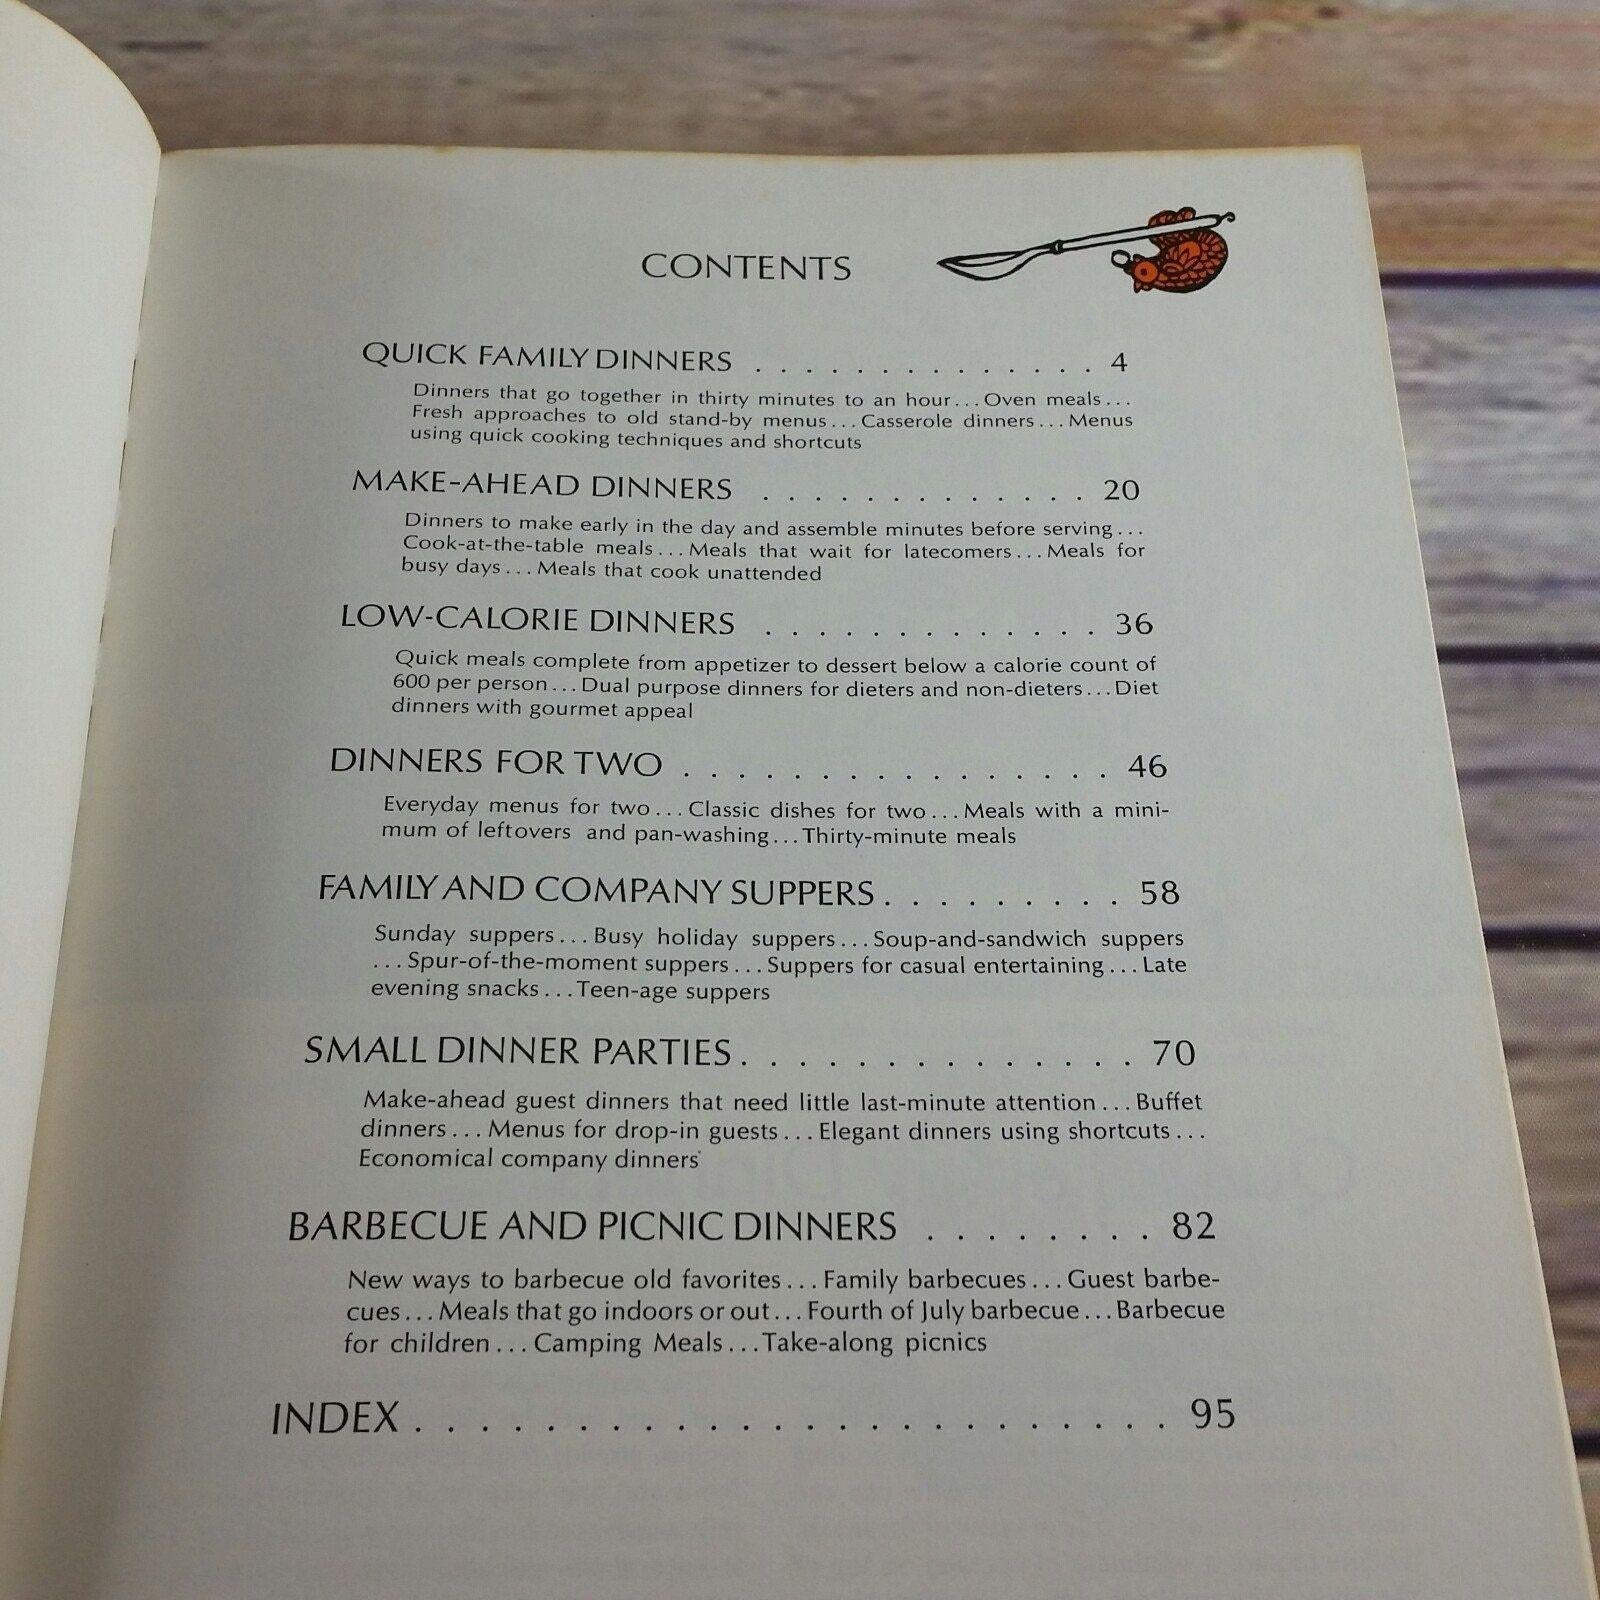 CONTENTS
QUICK FAMILY DINNERS . . . . . . . . . . . . . . 4
Dinners that go together in thirty minutes to an hour... Oven meals...
Fresh approaches to old stand-by menus... Casserole dinners... Menus
using quick cooking techniques and shortcuts
MAKE-AHEAD DINNERS . . . . . . . . . . . . . 20
Dinners to make early in the day and assemble minutes before serving...
Cook-at-the-table meals... Meals that wait for latecomers... Meals for
busy days... Meals that cook unattended
LOW-CALORIE DINNERS . . . . . . . . . . . . . 36
Quick meals complete from appetizer to dessert below a calorie count of
600 per person... Dual purpose dinners for dieters and non-dieters... Diet
dinners with gourmet appeal
DINNERS FOR TWO . . . . . . . . . . . . . . . . 46
Everyday menus for two... Classic dishes for two... Meals with a mini-
mum of leftovers and pan-washing... Thirty-minute meals
FAMILY AND COMPANY SUPPERS . . . . . . . . . 58
Sunday suppers... Busy holiday suppers... Soup-and-sandwich suppers
... Spur-of-the-moment suppers... Suppers for casual entertaining... Late
evening snacks... Teen-age suppers
SMALL DINNER PARTIES . . . . . . . . . . . . . . 70
Make-ahead guest dinners that need little last-minute attention... Buffet
dinners... Menus for drop-in guests... Elegant dinners using shortcuts...
Economical company dinners
BARBECUE AND PICNIC DINNERS . . . . . . . . 82
New ways to barbecue old favorites... Family barbecues... Guest barbe-
cues... Meals that go indoors or out... Fourth of July barbecue... Barbecue
for children... Camping Meals... Take-along picnics
INDEX . . . . . . . . . . . . . . . . . . . . . . . 95